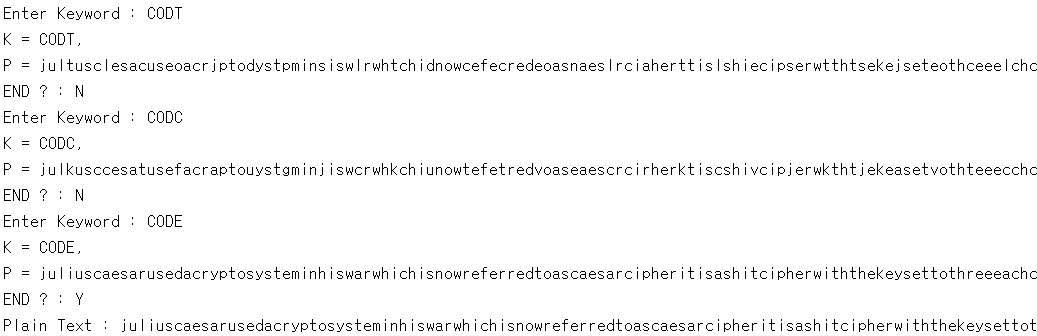 Enter Keyword : CODT
K = CODT,
P = jultusclesacuseoacrjptodystpminsiswlrwhtchidnowcefecredeoasnaeslrciaherttislshiecipserwtthtsekejseteothceeelchc
END ? : N
Enter Keyword : CODC
K = CODC,
P = julkusccesatusefacraptouystgminjiswcrwhkchiunowtefetredvoaseaescrcirherktiscshivcipjerwkthtjekeasetvothteeecchc
END ? : N
Enter Keyword : CODE
K = CODE,
P = juliuscaesarusedacryptosysteminhiswarwhichisnowreferredtoascaesarcipheritisashitcipherwiththekeysettothreeeachc
END ? : Y
Plain Text : juliuscaesarusedacryptosysteminhiswarwhichisnowreferredtoascaesarcipheritisashitcipherwiththekeysettot